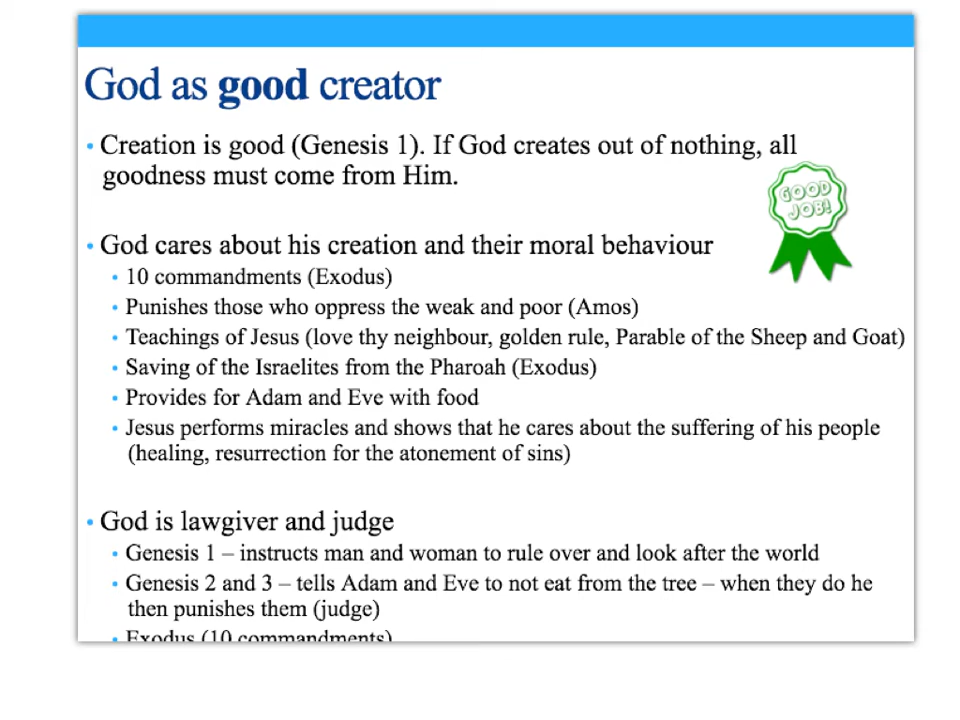 God as good creator
• Creation is good (Genesis 1). If God creates out of nothing, all
goodness must come from Him.
GOOD
JOB!
• God cares about his creation and their moral behaviour
• 10 commandments (Exodus)
• Punishes those who oppress the weak and poor (Amos)
• Teachings of Jesus (love thy neighbour, golden rule, Parable of the Sheep and Goat)
• Saving of the Israelites from the Pharoah (Exodus)
• Provides for Adam and Eve with food
• Jesus performs miracles and shows that he cares about the suffering of his people
(healing, resurrection for the atonement of sins)
• God is lawgiver and judge
• Genesis 1 – instructs man and woman to rule over and look after the world
• Genesis 2 and 3 – tells Adam and Eve to not eat from the tree – when they do he
then punishes them (judge)
• Exodus (10 commandments)